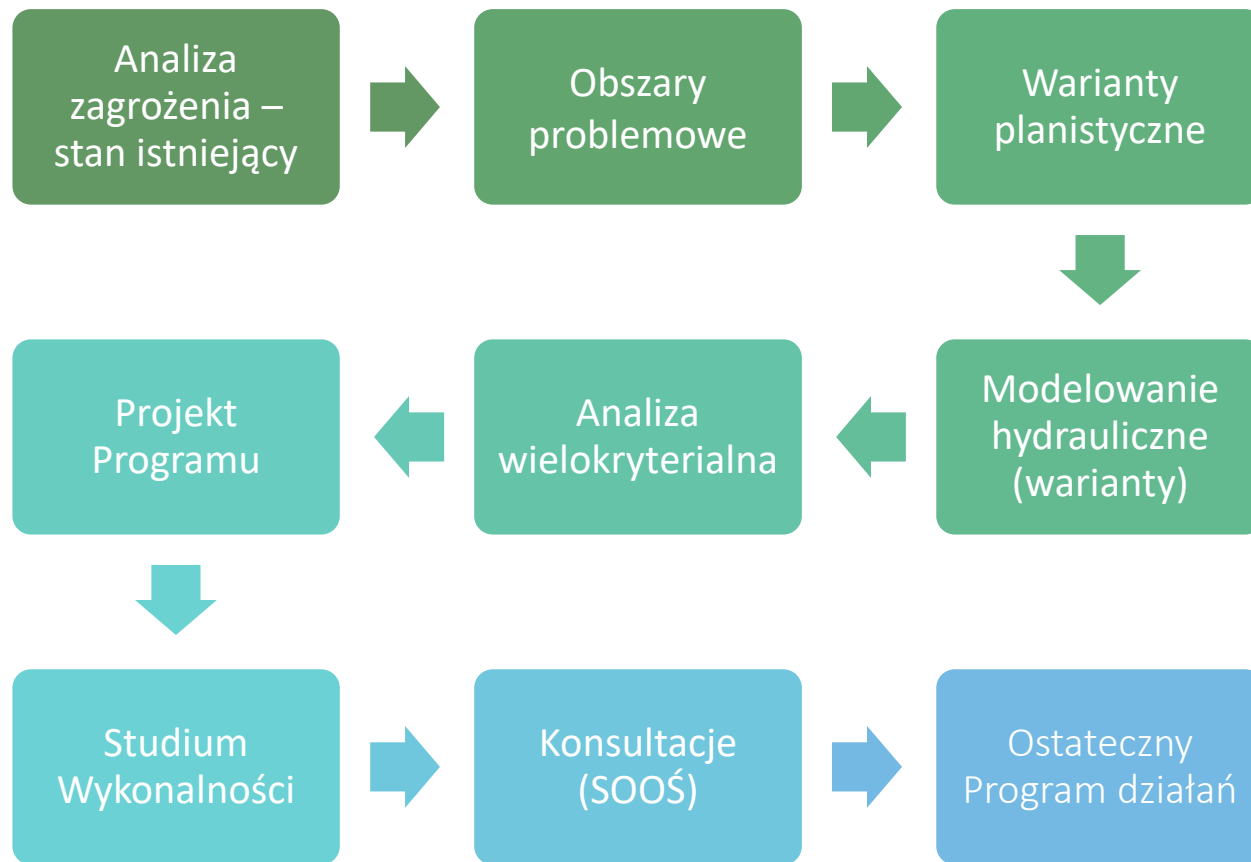 Analiza
zagrożenia –
stan istniejący
Obszary
problemowe
Warianty
planistyczne
Modelowanie
hydrauliczne
(warianty)
Analiza
wielokryterialna
Projekt
Programu
Studium
Wykonalności
Konsultacje
(SOOŚ)
Ostateczny
Program działań